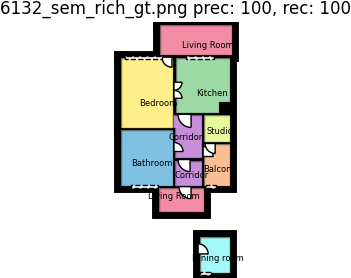 6132_sem_rich_gt.png prec: 100, rec: 100
Living Room
Kitchen
Bedroom
Studio
Corridor
Bathroom
Balcony
Corridor
Living Room
Dining room